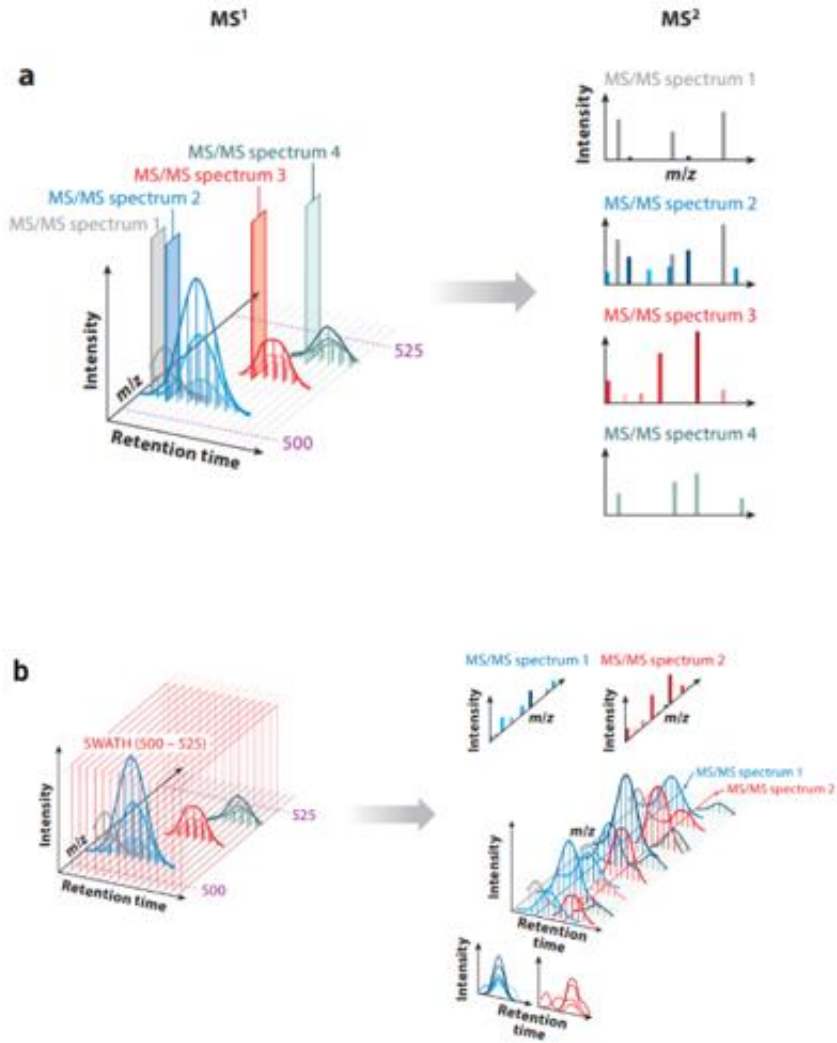 MS¹
MS²
a
MS/MS spectrum 4
MS/MS spectrum 3
MS/MS spectrum 2
MS/MS spectrum 1
Intensity
m/z
Retention time
525
500
MS/MS spectrum 1
Intensity
m/z
MS/MS spectrum 2
MS/MS spectrum 3
MS/MS spectrum 4
b
SWATH (500 – 525)
Intensity
m/z
Retention time
525
500
MS/MS spectrum 1
MS/MS spectrum 2
Intensity
m/z
Intensity
m/z
MS/MS spectrum 1
MS/MS spectrum 2
m/z
Intensity
Retention
time
Intensity
Retention
time